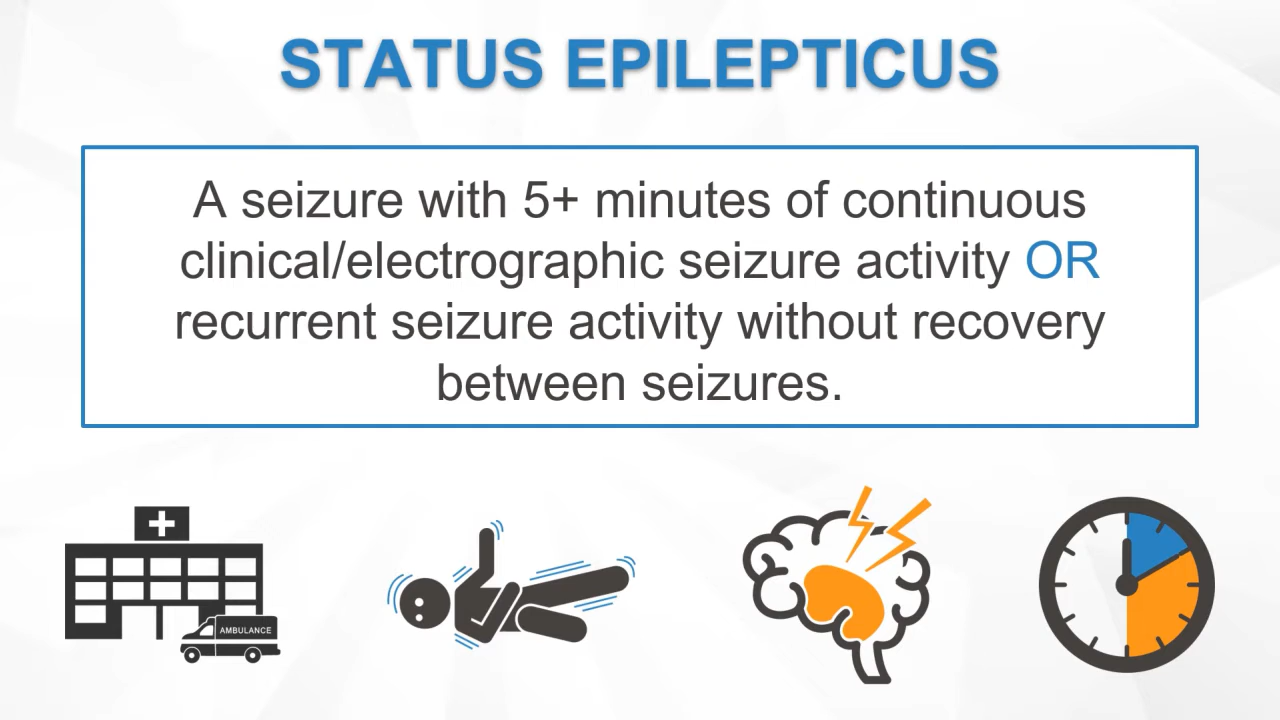 STATUS EPILEPTICUS
A seizure with 5+ minutes of continuous
clinical/electrographic seizure activity OR
recurrent seizure activity without recovery
between seizures.
AMBULANCE